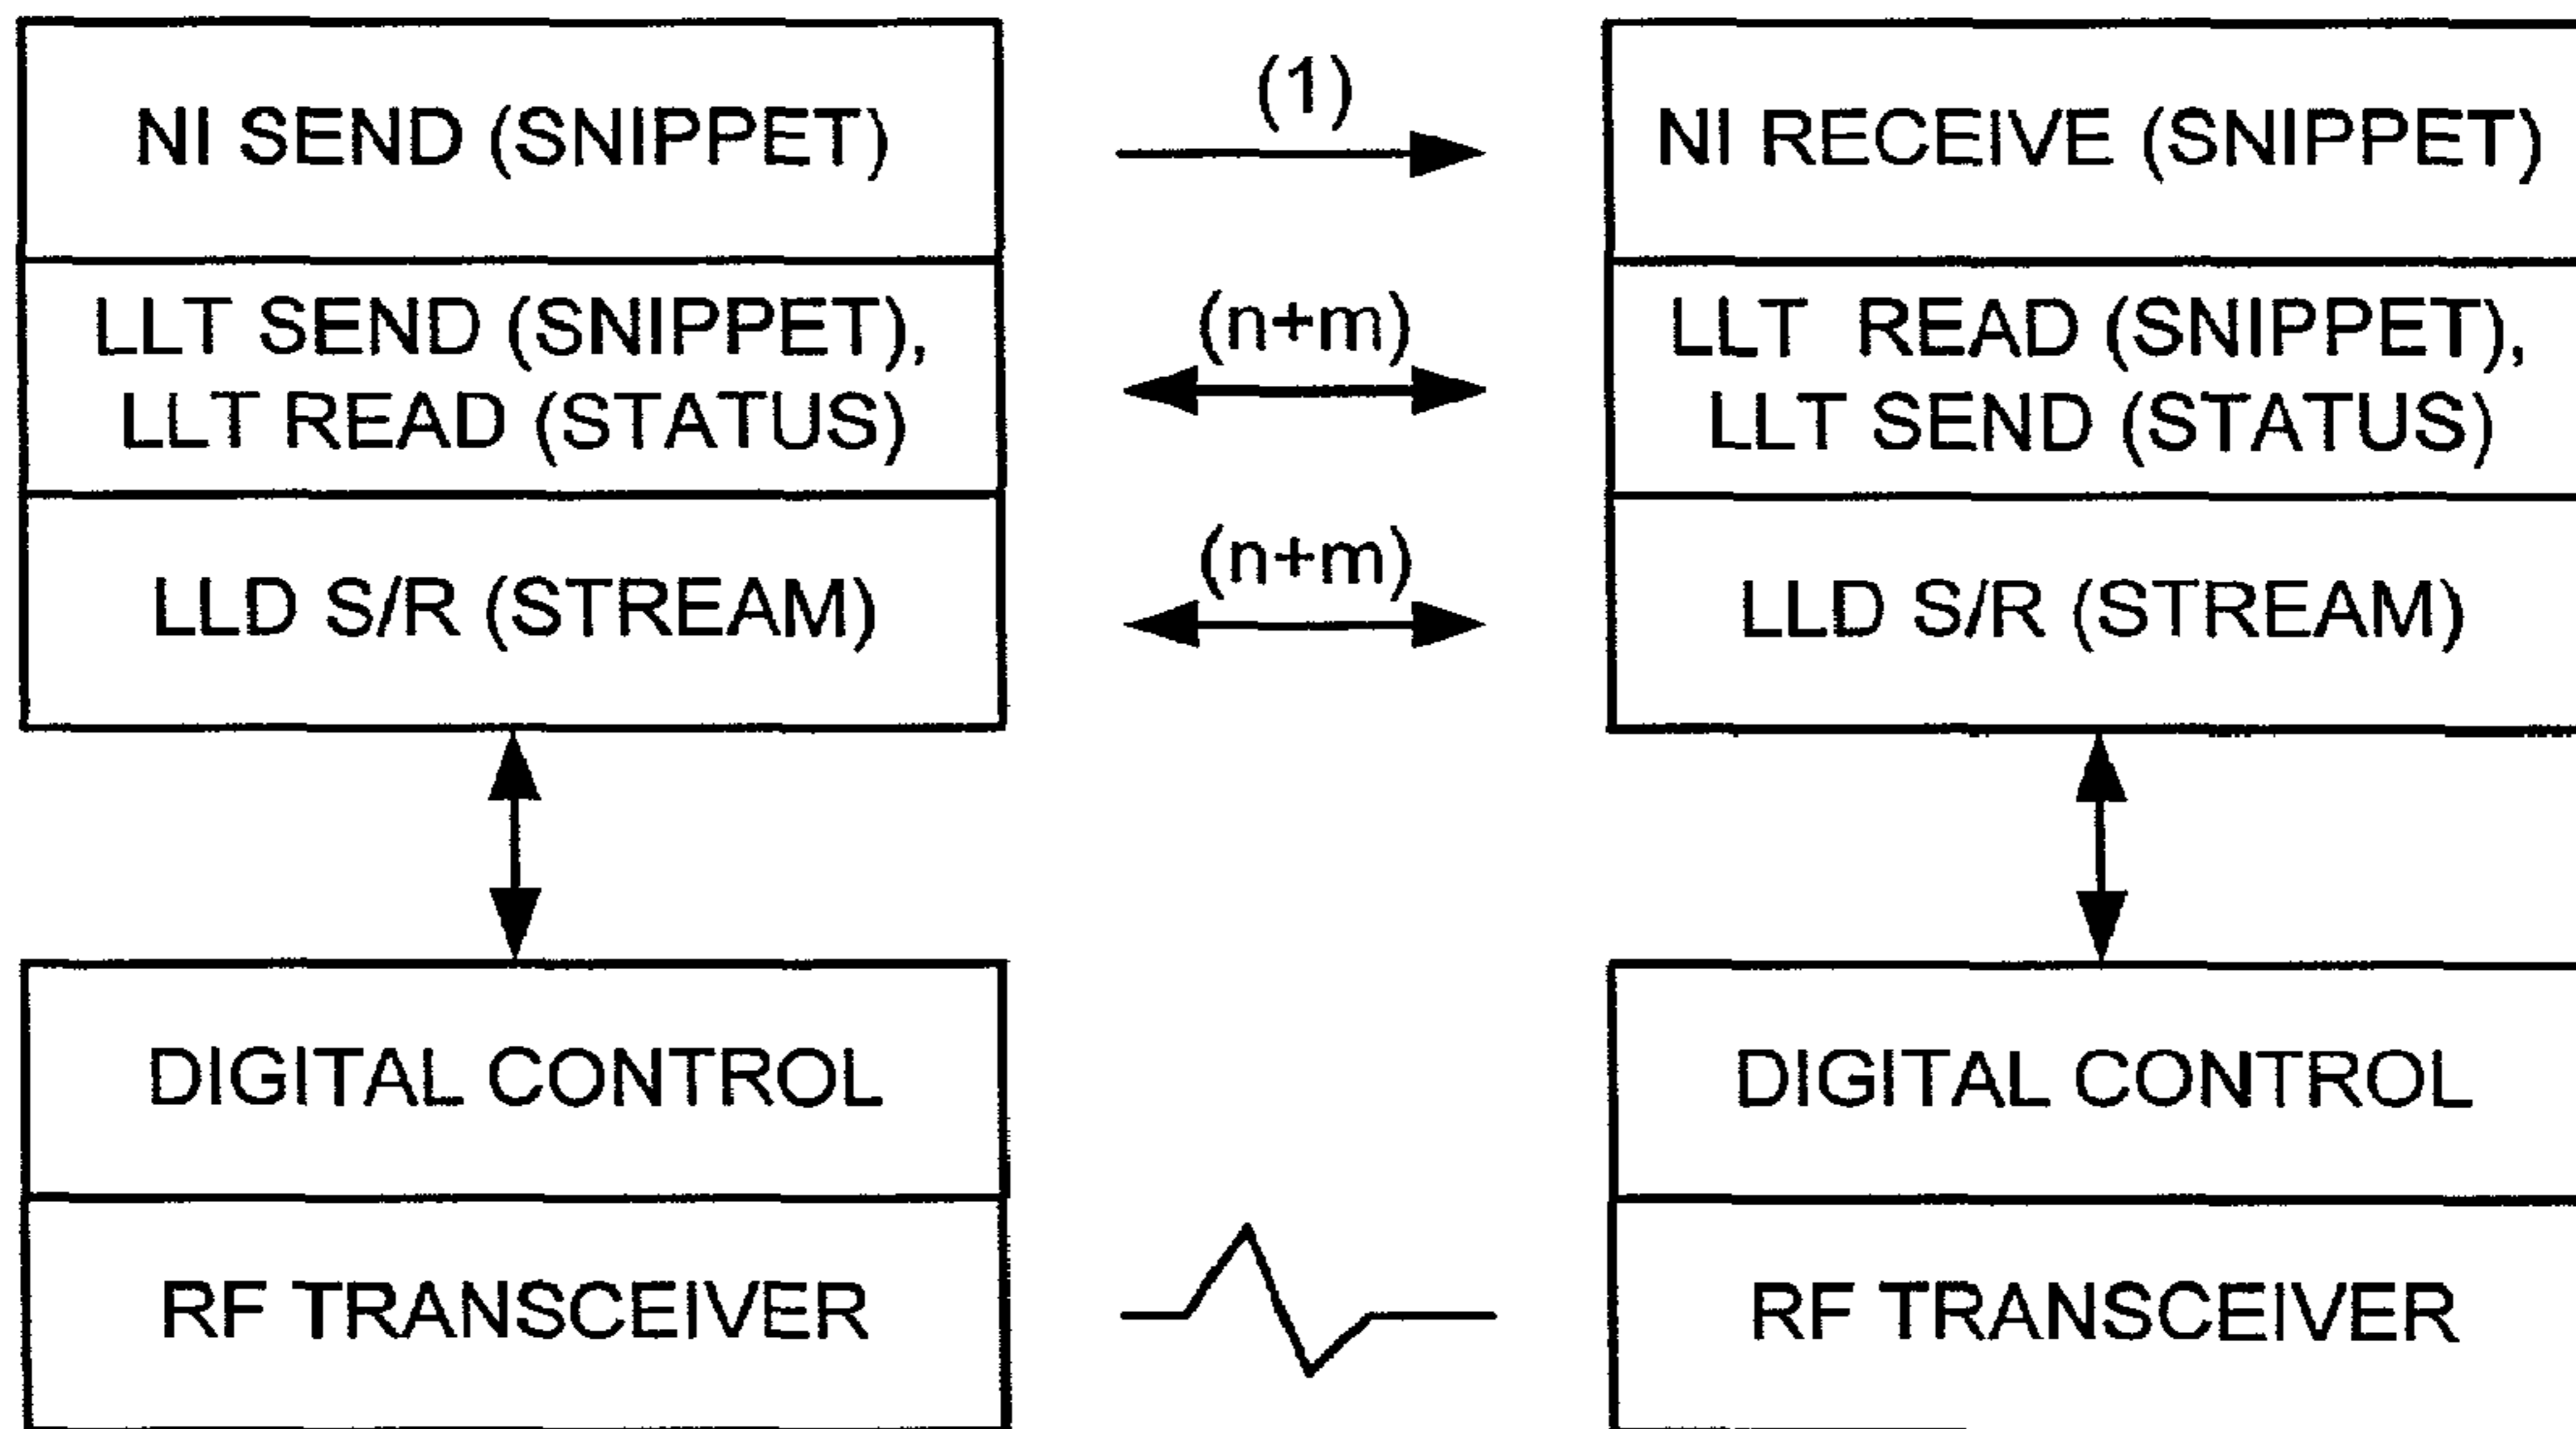 NI SEND (SNIPPET)
(1)
NI RECEIVE (SNIPPET)
LLT SEND (SNIPPET),
LLT READ (STATUS)
(n+m)
LLT READ (SNIPPET),
LLT SEND (STATUS)
LLD S/R (STREAM)
(n+m)
LLD S/R (STREAM)
DIGITAL CONTROL
DIGITAL CONTROL
RF TRANSCEIVER
RF TRANSCEIVER